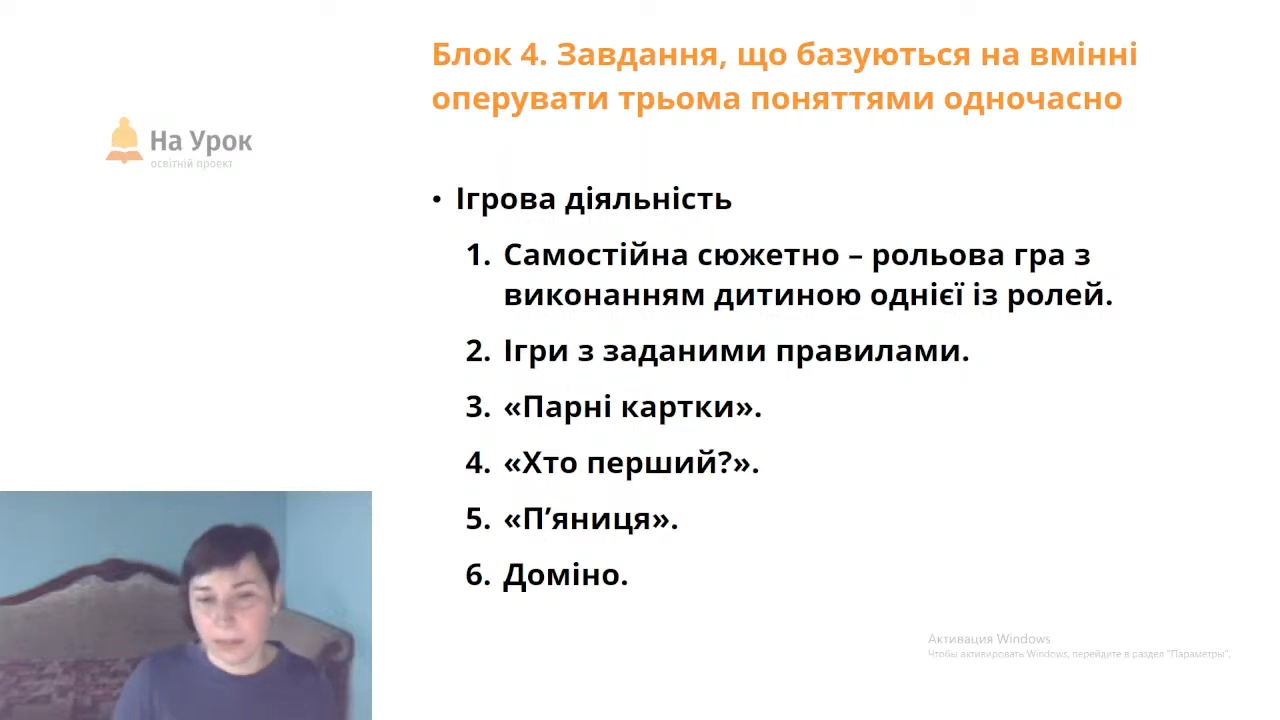 Блок 4. Завдання, що базуються на вмінні
оперувати трьома поняттями одночасно
На Урок
освітній проект
• Ігрова діяльність
1. Самостійна сюжетно – рольова гра з
виконанням дитиною однієї із ролей.
2. Ігри з заданими правилами.
3. «Парні картки».
4. «Хто перший?».
5. «П’яниця».
6. Доміно.
Активация Windows
Чтобы активировать Windows, перейдите в раздел "Параметры".